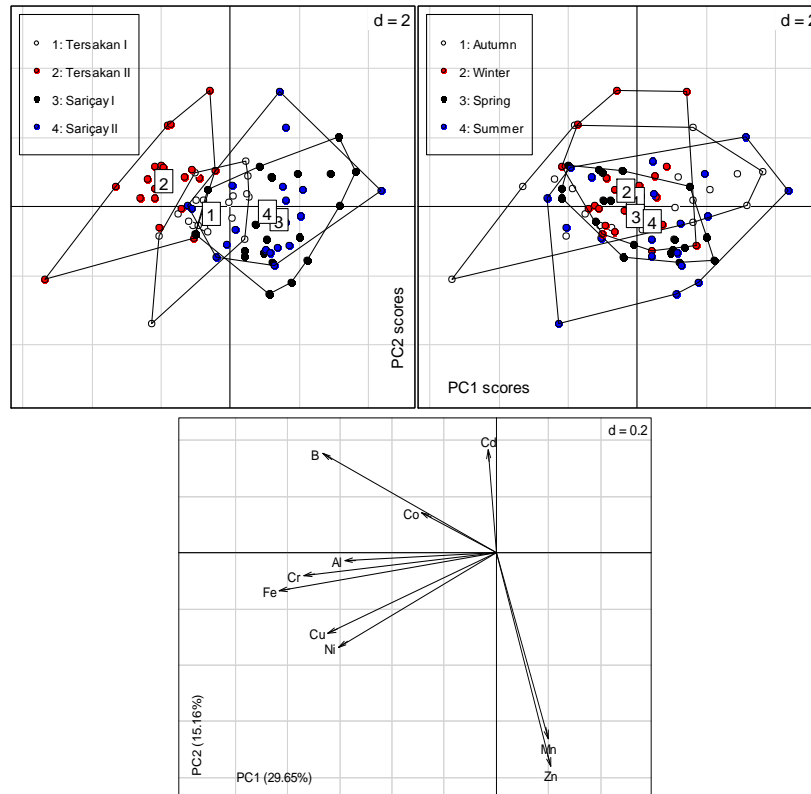 d = 2
1: Tersakan I
2: Tersakan II
3: Sariçay I
4: Sariçay II
2
1
4
3
PC2 scores
d = 2
1: Autumn
2: Winter
3: Spring
4: Summer
2
1
3
4
PC1 scores
d = 0.2
Cd
B
Co
Al
Cr
Fe
Cu
Ni
Mn
Zn
PC2 (15.16%)
PC1 (29.65%)